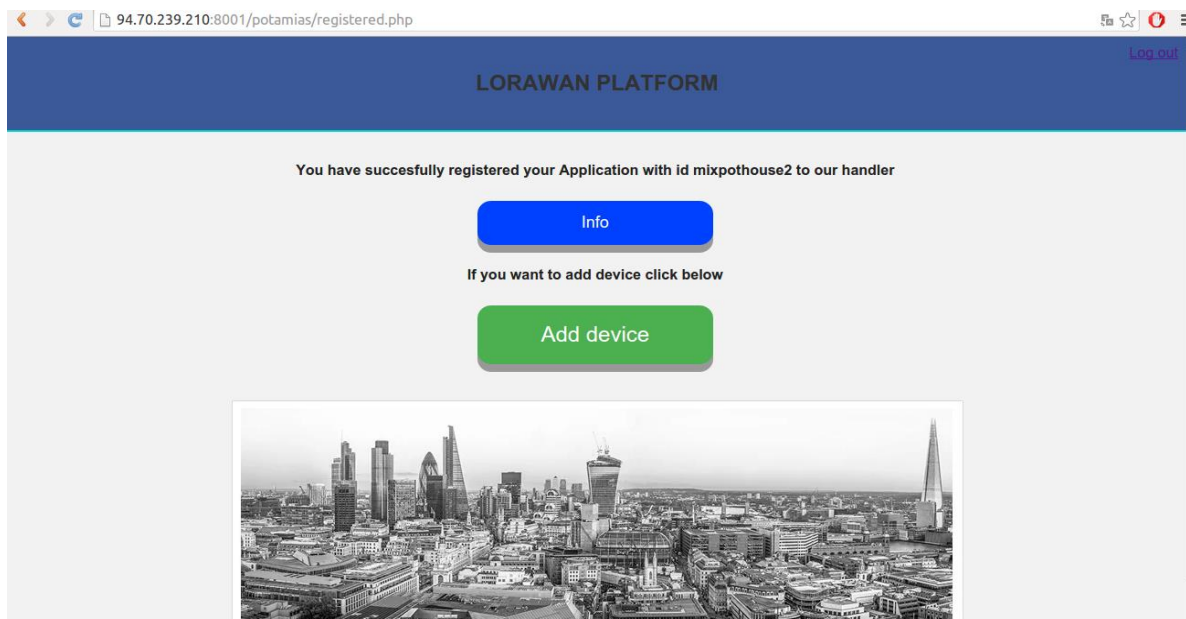 94.70.239.210:8001/potamias/registered.php
Log out
LORAWAN PLATFORM
You have succesfully registered your Application with id mixpothouse2 to our handler
Info
If you want to add device click below
Add device